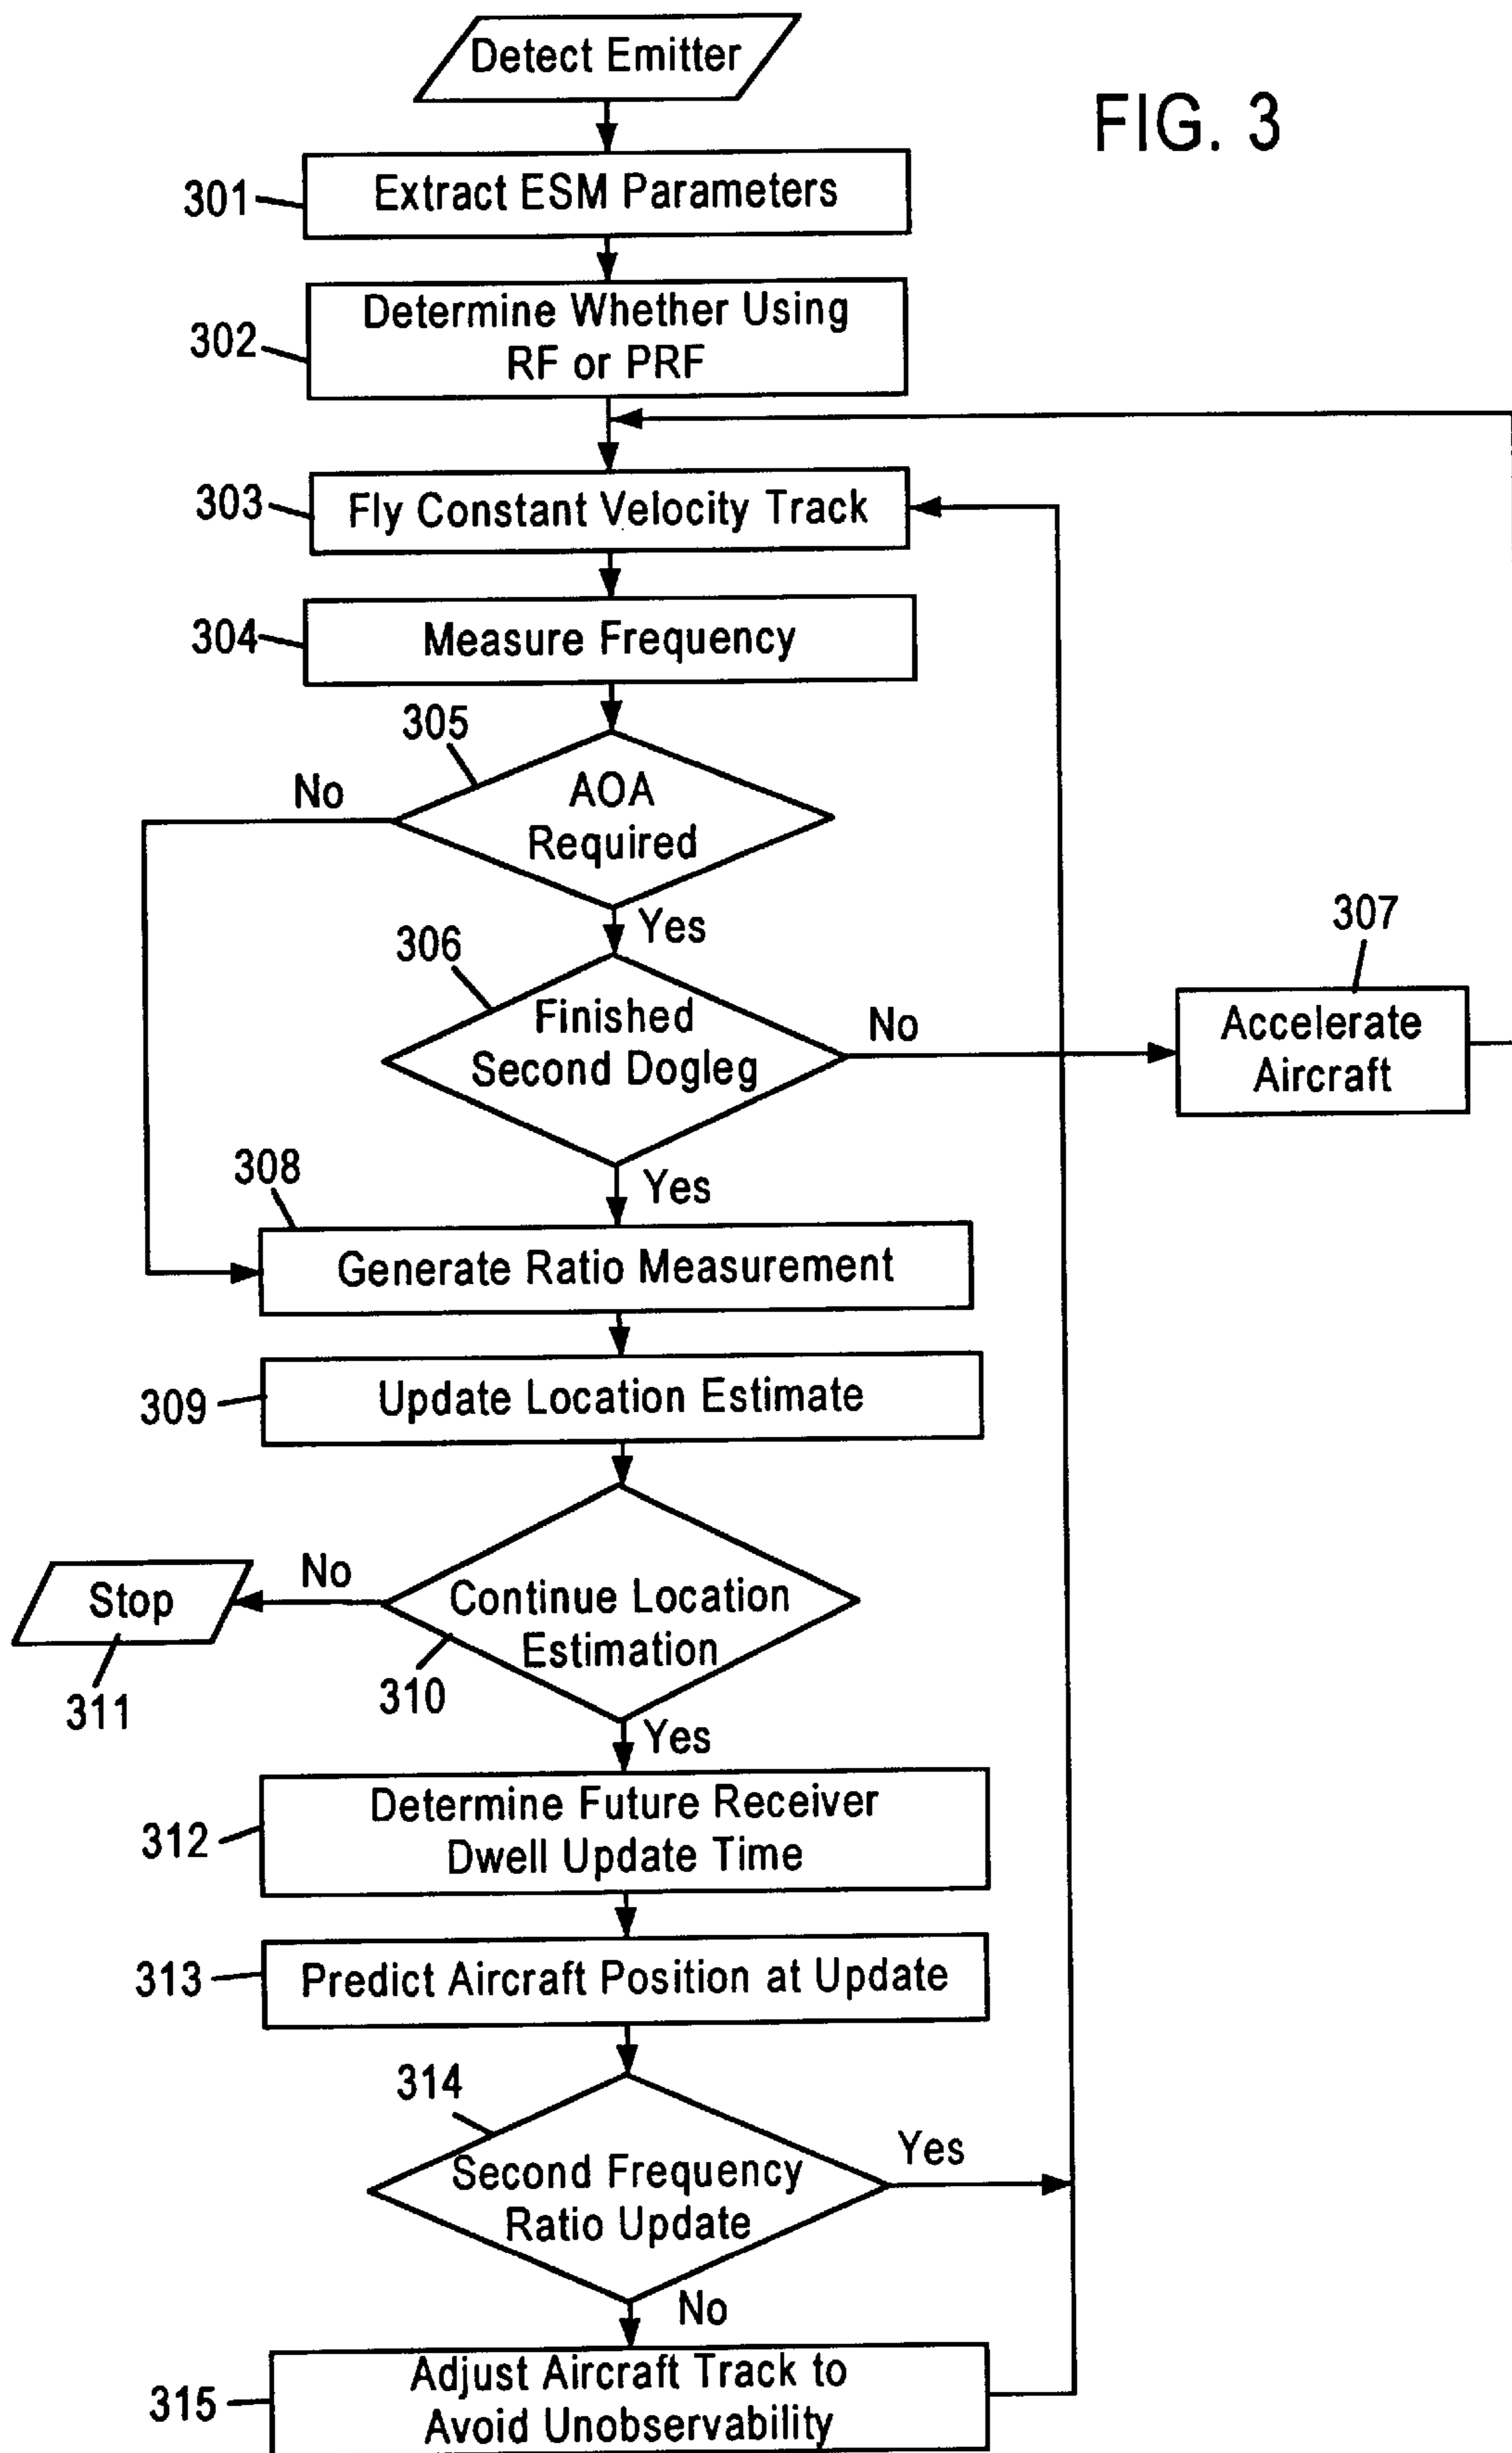 Detect Emitter
FIG. 3
301
Extract ESM Parameters
302
Determine Whether Using
RF or PRF
303
Fly Constant Velocity Track
304
Measure Frequency
305
No
AOA
Required
Yes
306
Finished
Second Dogleg
No
307
Accelerate
Aircraft
Yes
308
Generate Ratio Measurement
309
Update Location Estimate
Stop
No
Continue Location
Estimation
311
310
Yes
312
Determine Future Receiver
Dwell Update Time
313
Predict Aircraft Position at Update
314
Second Frequency
Ratio Update
Yes
No
315
Adjust Aircraft Track to
Avoid Unobservability